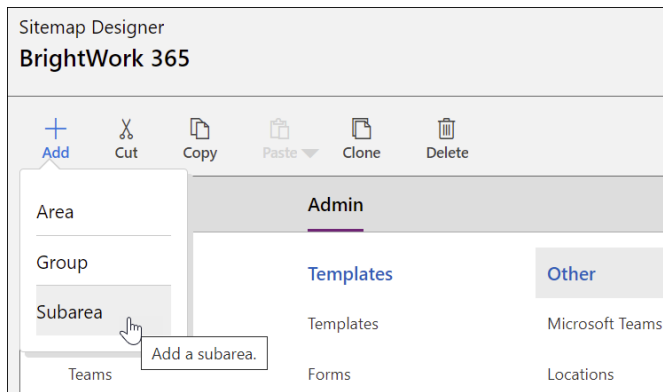 Sitemap Designer
BrightWork 365
Add Cut Copy Paste Clone Delete
Area
Group
Subarea
Add a subarea.
Teams
Admin
Templates
Templates
Forms
Other
Microsoft Teams
Locations